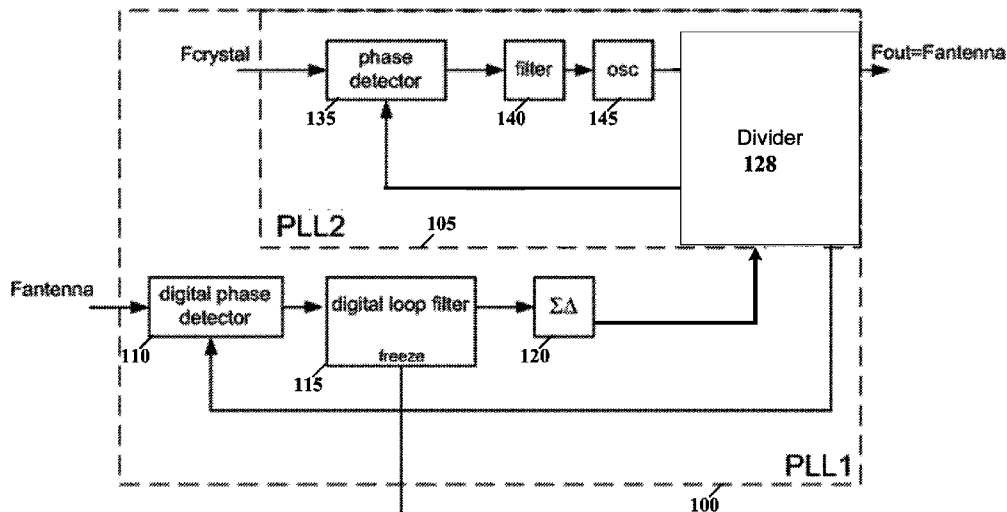 Fcrystal
phase
detector
135
filter
140
osc
145
Divider
128
Fout=Fantenna
PLL2
105
Fantenna
digital phase
detector
110
digital loop filter
freeze
115
ΣΔ
120
PLL1
100